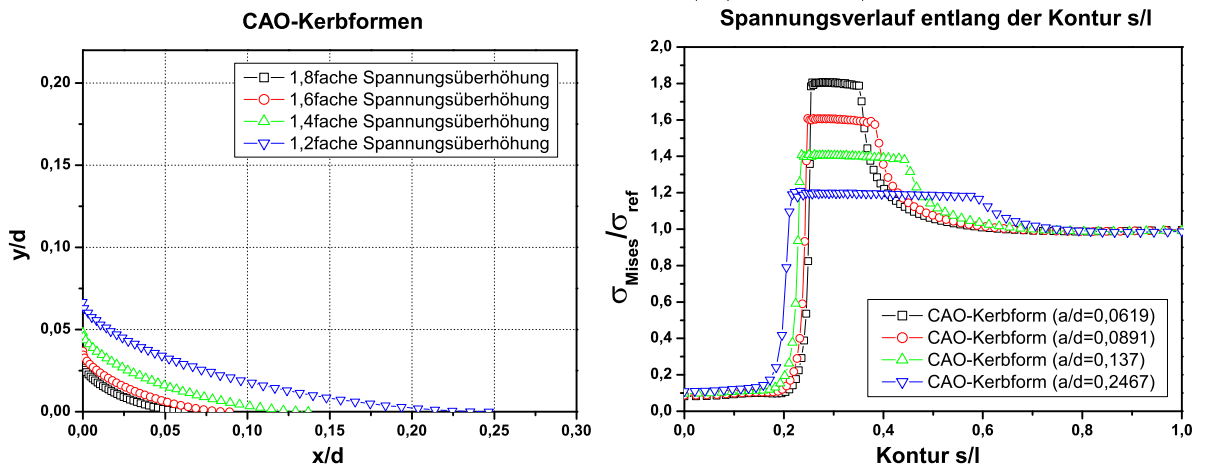 CAO-Kerbformen
0,20
0,15
0,10
0,05
0,00
y/d
1,8fache Spannungsüberhöhung
1,6fache Spannungsüberhöhung
1,4fache Spannungsüberhöhung
1,2fache Spannungsüberhöhung
0,00 0,05 0,10 0,15 0,20 0,25 0,30
x/d
Spannungsverlauf entlang der Kontur s/l
2,0
1,8
1,6
1,4
1,2
1,0
0,8
0,6
0,4
0,2
0,0
σMises/σref
CAO-Kerbform (a/d=0,0619)
CAO-Kerbform (a/d=0,0891)
CAO-Kerbform (a/d=0,137)
CAO-Kerbform (a/d=0,2467)
0,0 0,2 0,4 0,6 0,8 1,0
Kontur s/l